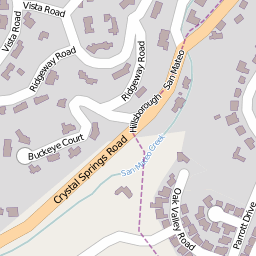 Vista Road
Vista Road
Ridgeway Road
Ridgeway Road
Hillsborough
San Mateo
Buckeye Court
Crystal Springs Road
San Mateo Creek
Oak Valley Road
Parrott Drive